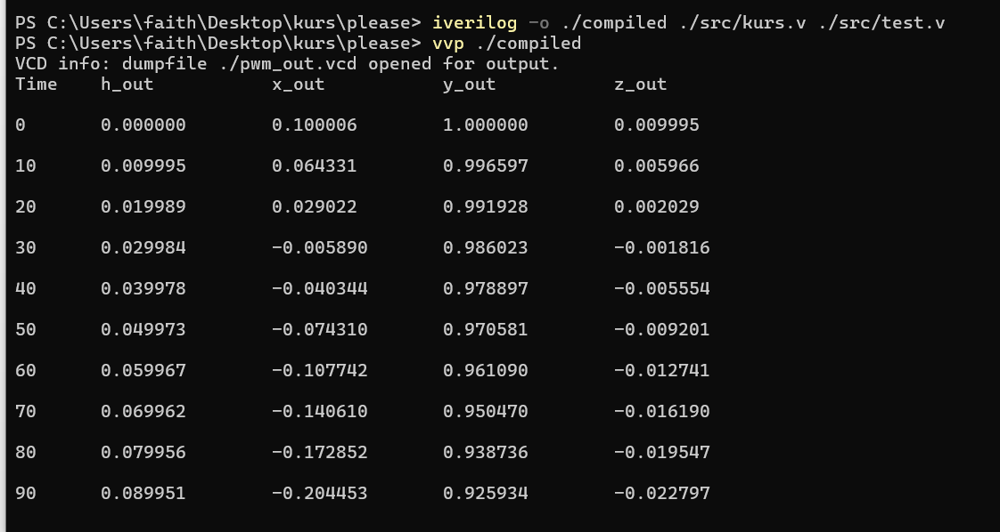 PS C:\Users\faith\Desktop\kurs\please> iverilog -o ./compiled ./src/kurs.v ./src/test.v
PS C:\Users\faith\Desktop\kurs\please> vvp ./compiled
VCD info: dumpfile ./pwm_out.vcd opened for output.
Time h_out x_out y_out z_out
0 0.000000 0.100006 1.000000 0.009995
10 0.009995 0.064331 0.996597 0.005966
20 0.019989 0.029022 0.991928 0.002029
30 0.029984 -0.005890 0.986023 -0.001816
40 0.039978 -0.040344 0.978897 -0.005554
50 0.049973 -0.074310 0.970581 -0.009201
60 0.059967 -0.107742 0.961090 -0.012741
70 0.069962 -0.140610 0.950470 -0.016190
80 0.079956 -0.172852 0.938736 -0.019547
90 0.089951 -0.204453 0.925934 -0.022797